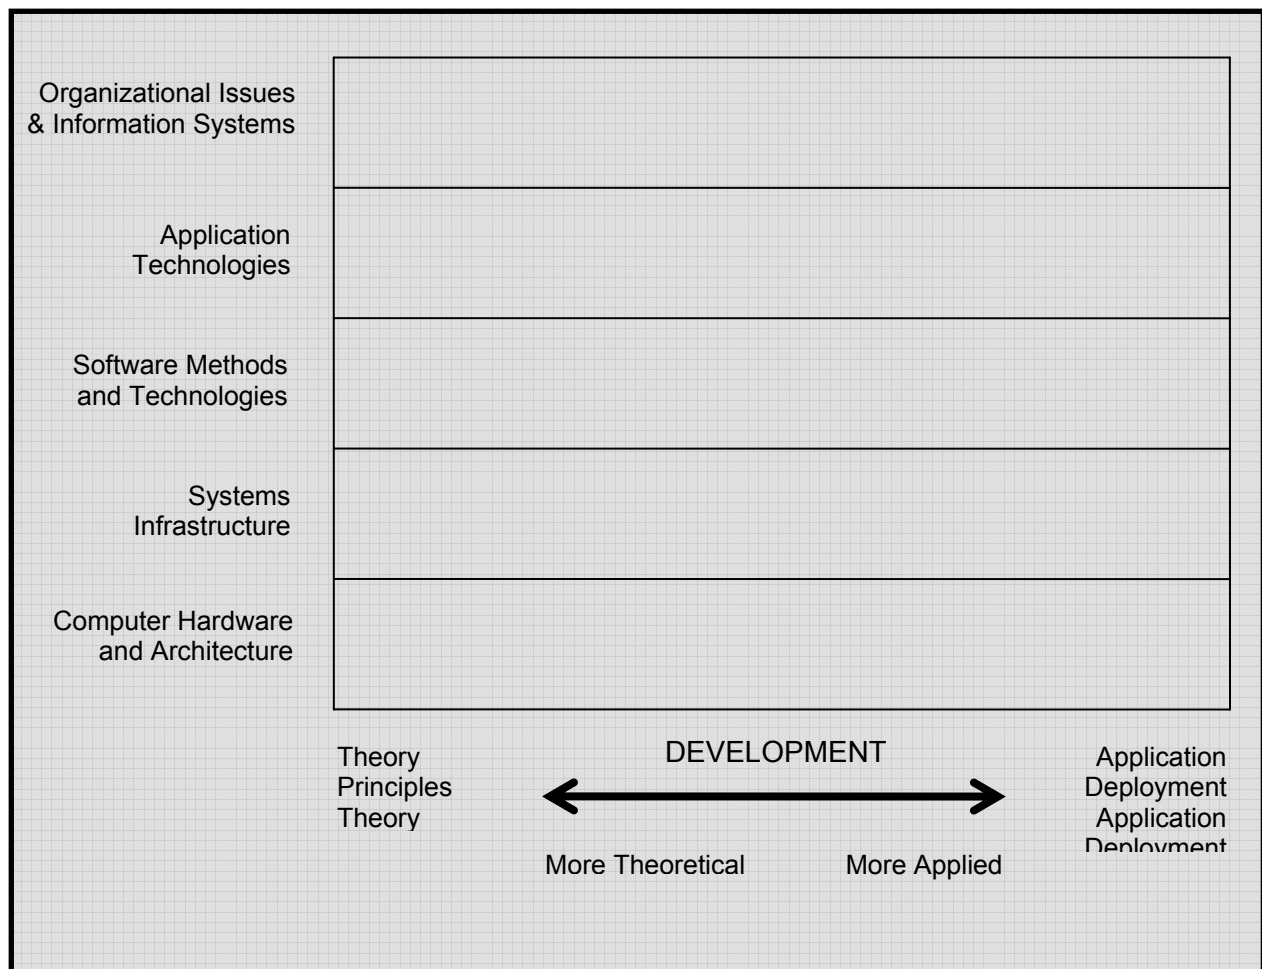 Organizational Issues
& Information Systems
Application
Technologies
Software Methods
and Technologies
Systems
Infrastructure
Computer Hardware
and Architecture
Theory
Principles
Theory
DEVELOPMENT
Application
Deployment
Application
Deployment
More Theoretical
More Applied